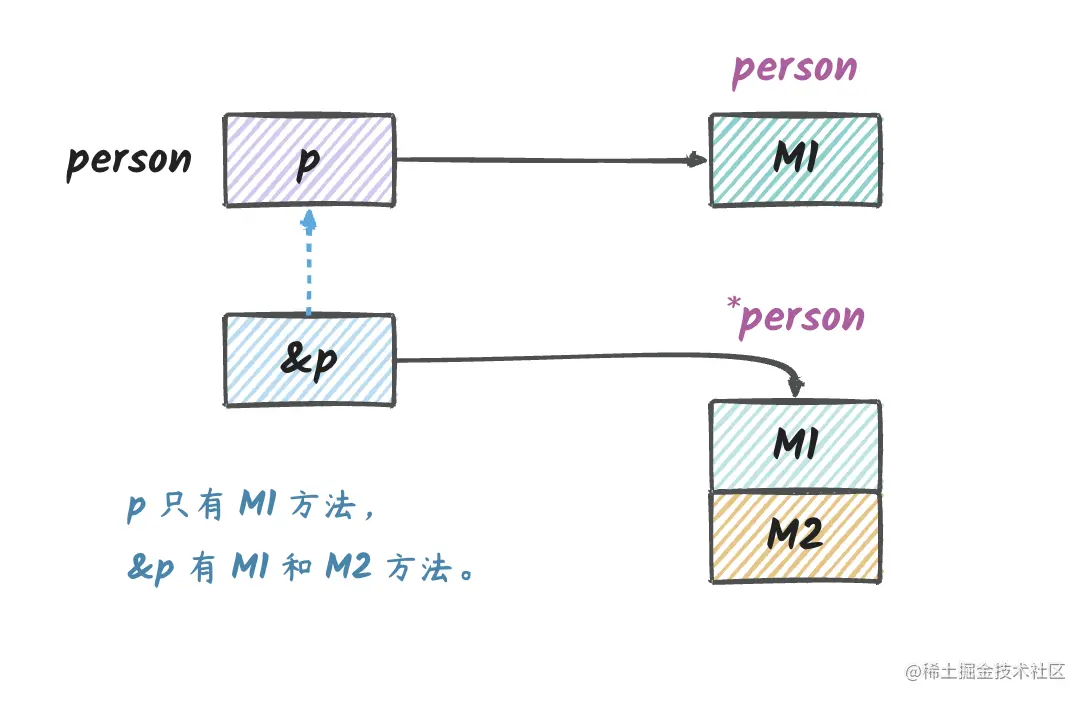 person
person
p
M1
*person
&p
M1
M2
p 只有 M1 方法，
&p 有 M1 和 M2 方法。
@稀土掘金技术社区